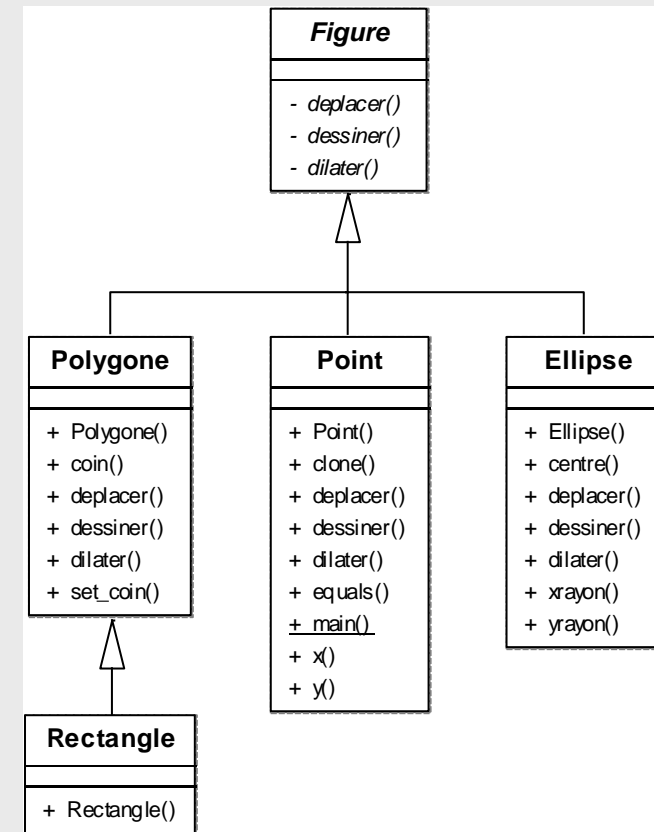 Figure
- deplacer()
- dessiner()
- dilater()
Polygone
+ Polygone()
+ coin()
+ deplacer()
+ dessiner()
+ dilater()
+ set_coin()
Point
+ Point()
+ clone()
+ deplacer()
+ dessiner()
+ dilater()
+ equals()
+ main()
+ x()
+ y()
Ellipse
+ Ellipse()
+ centre()
+ deplacer()
+ dessiner()
+ dilater()
+ xrayon()
+ yrayon()
Rectangle
+ Rectangle()